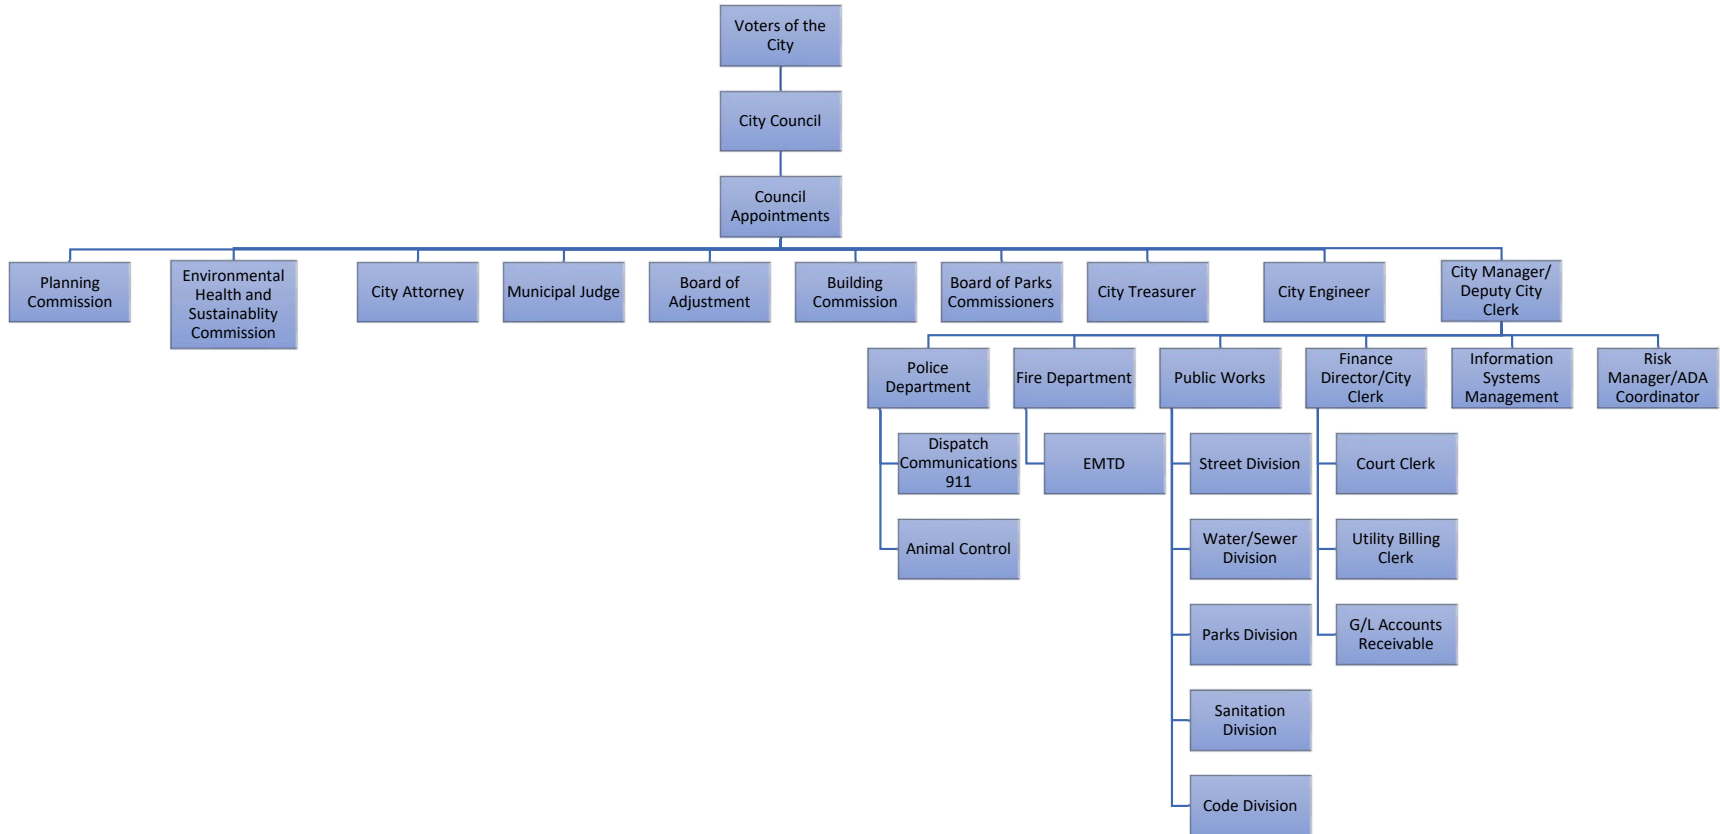 Voters of the
City
City Council
Council
Appointments
Planning
Commission
Environmental
Health and
Sustainablity
Commission
City Attorney
Municipal Judge
Board of
Adjustment
Building
Commission
Board of Parks
Commissioners
City Treasurer
City Engineer
City Manager/
Deputy City
Clerk
Police
Department
Fire Department
Public Works
Finance
Director/City
Clerk
Information
Systems
Management
Risk
Manager/ADA
Coordinator
Dispatch
Communications
911
EMTD
Street Division
Court Clerk
Animal Control
Water/Sewer
Division
Utility Billing
Clerk
Parks Division
G/L Accounts
Receivable
Sanitation
Division
Code Division